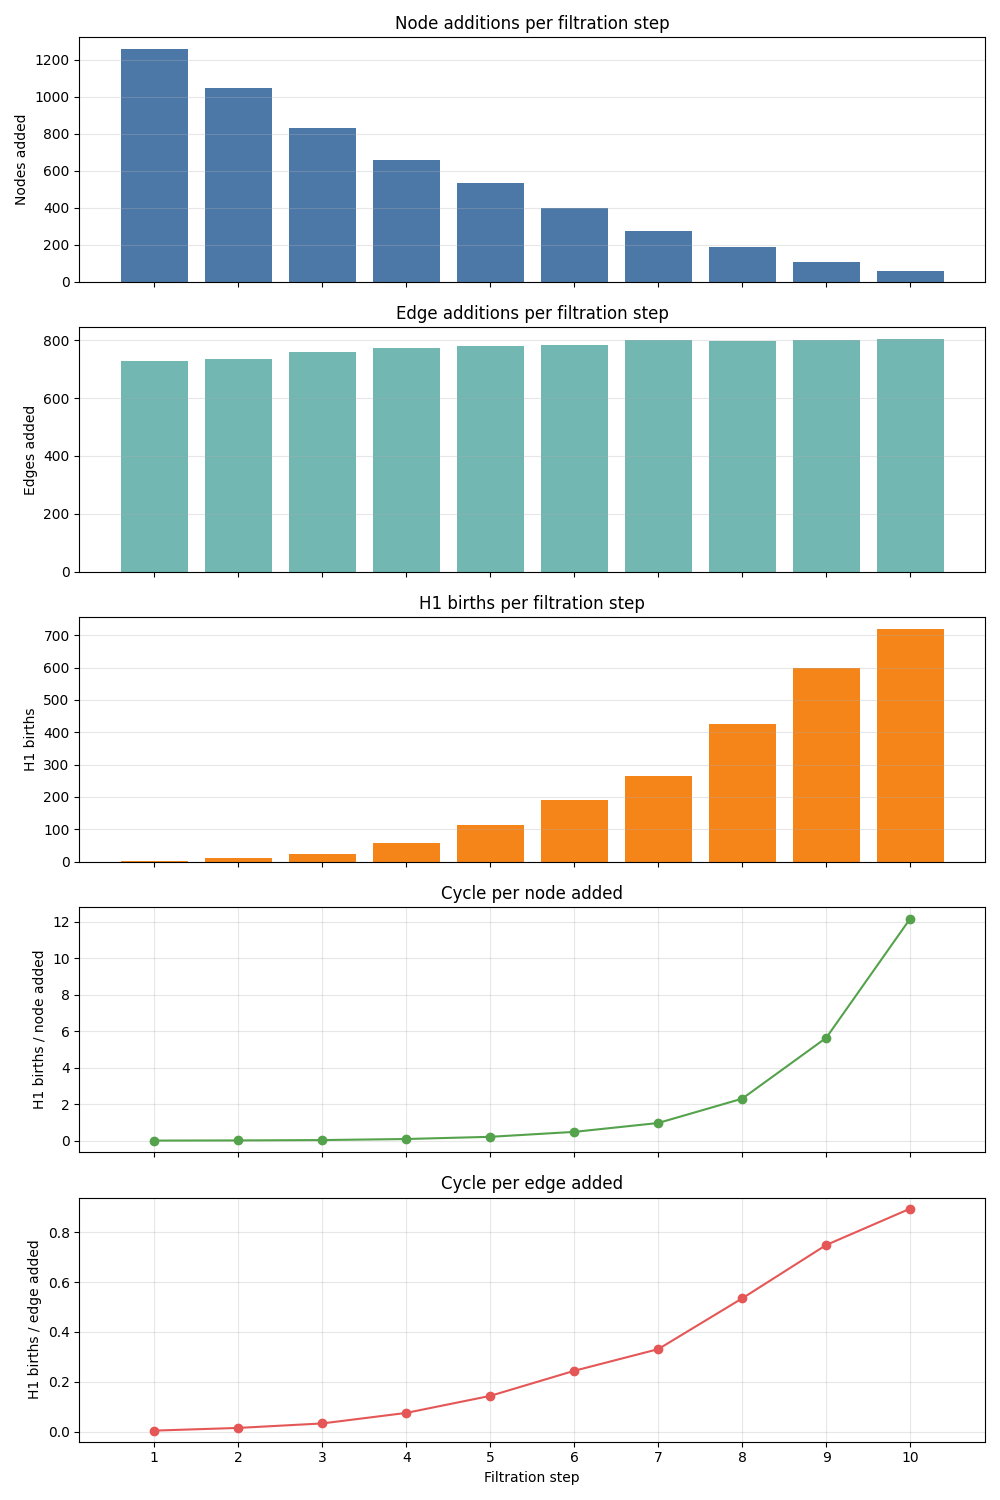 Node additions per filtration step
Nodes added
1200
1000
800
600
400
200
0
Edge additions per filtration step
Edges added
800
600
400
200
0
H1 births per filtration step
H1 births
700
600
500
400
300
200
100
0
Cycle per node added
H1 births / node added
12
10
8
6
4
2
0
Cycle per edge added
H1 births / edge added
0.8
0.6
0.4
0.2
0.0
1 2 3 4 5 6 7 8 9 10
Filtration step